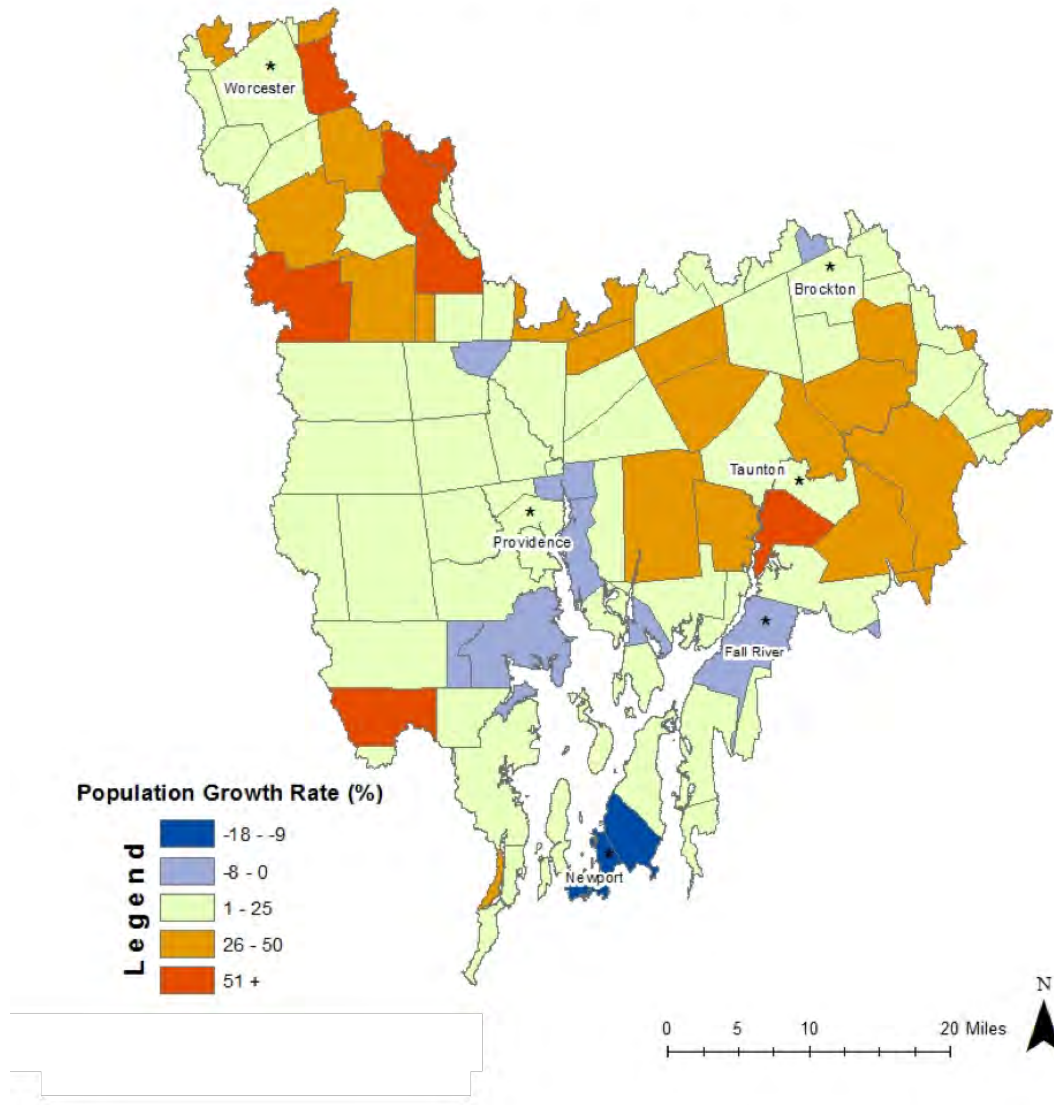 *
Worcester
*
Brockton
Taunton
*
*
Providence
*
Fall River
Population Growth Rate (%)
Legend
-18 - -9
-8 - 0
1 - 25
26 - 50
51 +
*
Newport
N
0 5 10 20 Miles